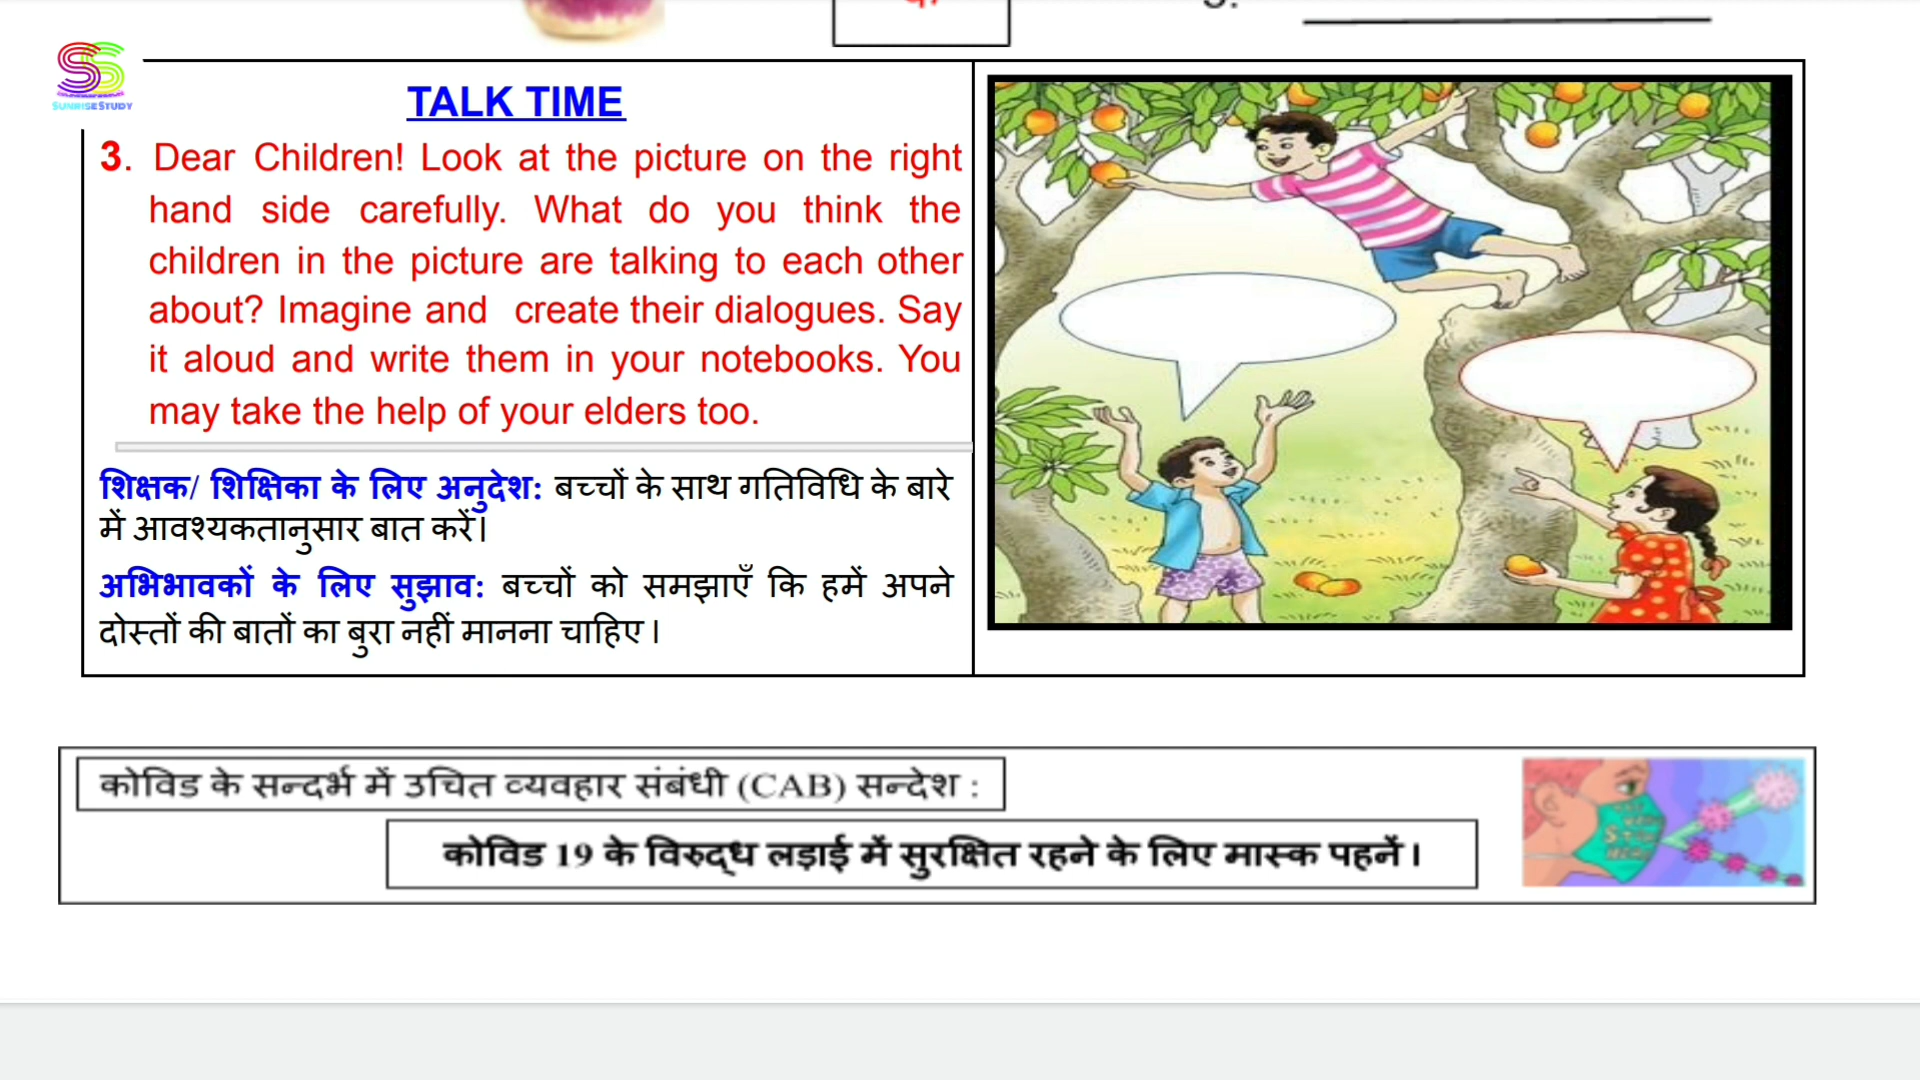 SUNRISE STUDY
TALK TIME
3. Dear Children! Look at the picture on the right
hand side carefully. What do you think the
children in the picture are talking to each other
about? Imagine and create their dialogues. Say
it aloud and write them in your notebooks. You
may take the help of your elders too.
शिक्षक/ शिक्षिका के लिए अनुदेश: बच्चों के साथ गतिविधि के बारे
में आवश्यकतानुसार बात करें।
अभिभावकों के लिए सुझाव: बच्चों को समझाएँ कि हमें अपने
दोस्तों की बातों का बुरा नहीं मानना चाहिए ।
कोविड के सन्दर्भ में उचित व्यवहार संबंधी (CAB) सन्देश :
कोविड 19 के विरुद्ध लड़ाई में सुरक्षित रहने के लिए मास्क पहनें ।